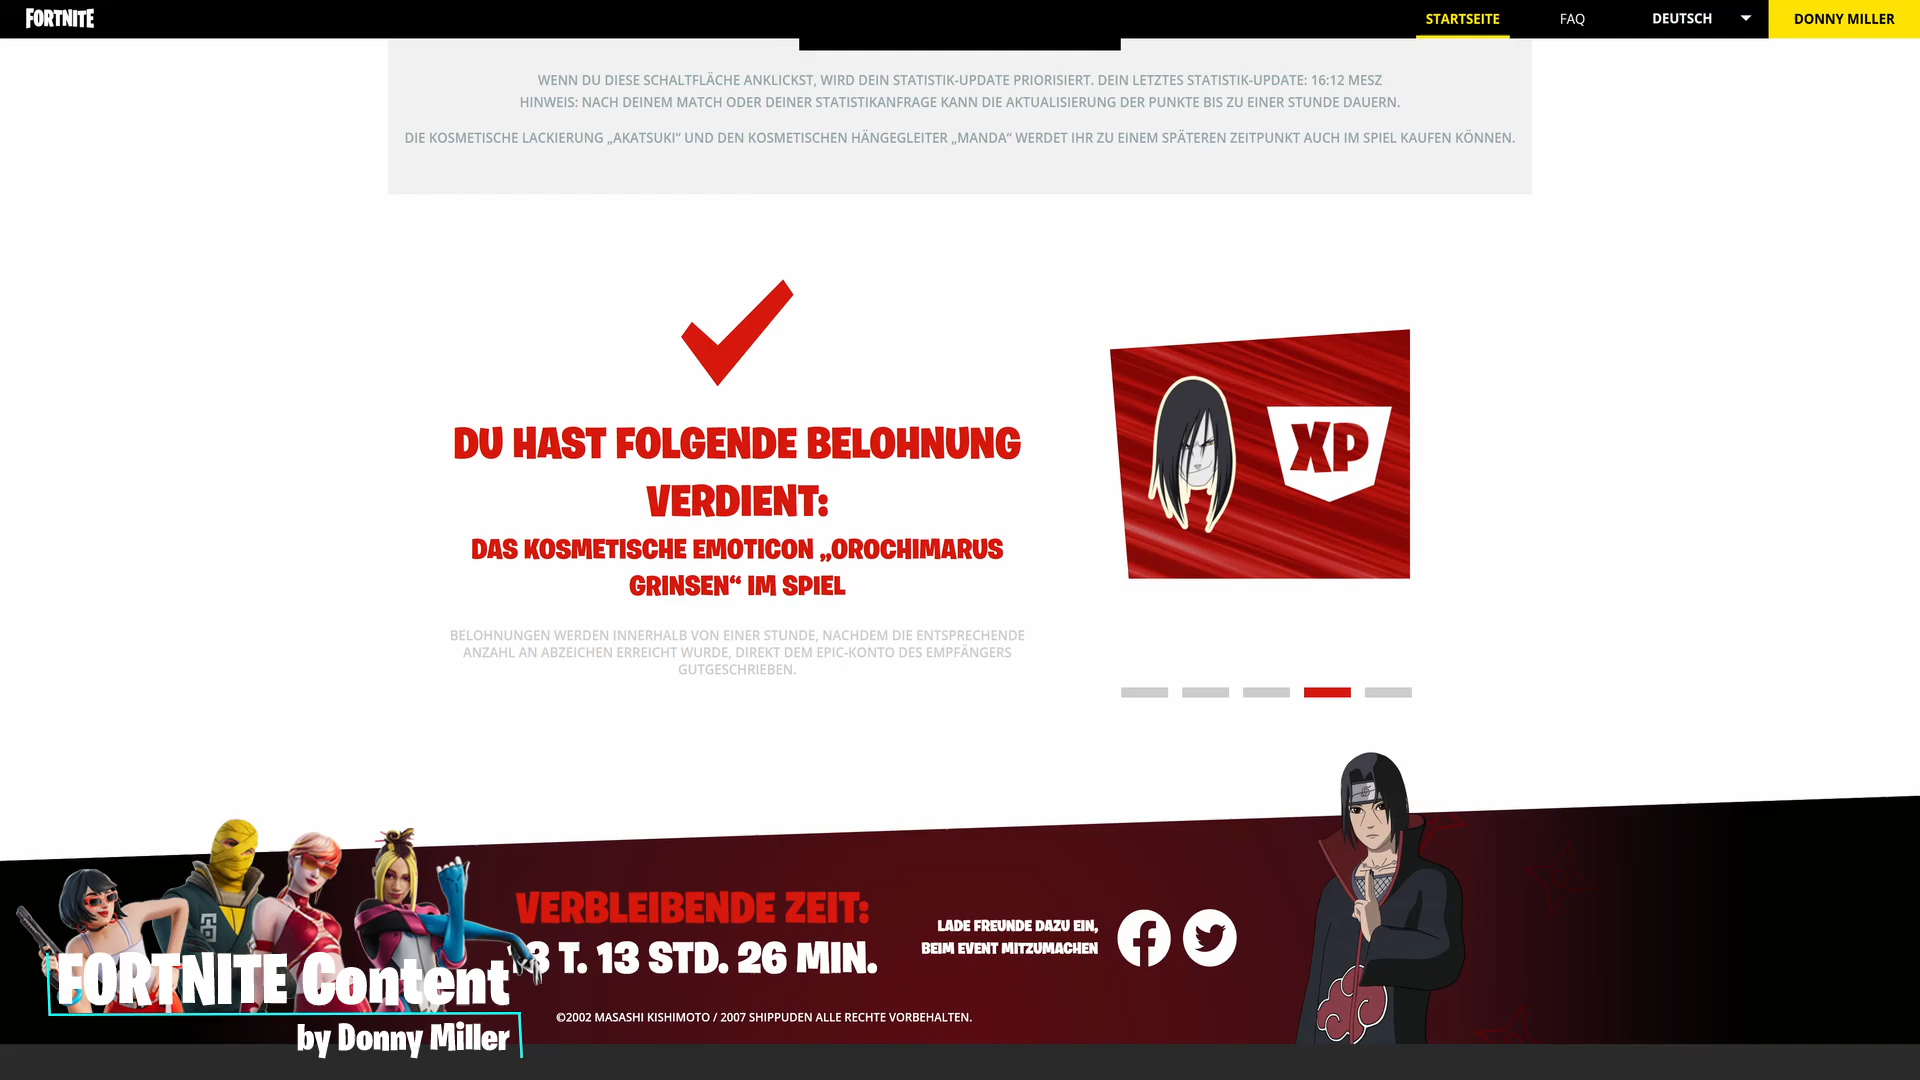 FORTNITE
STARTSEITE
FAQ
DEUTSCH
DONNY MILLER
WENN DU DIESE SCHALTFLÄCHE ANKLICKST, WIRD DEIN STATISTIK-UPDATE PRIORISIERT. DEIN LETZTES STATISTIK-UPDATE: 16:12 MESZ
HINWEIS: NACH DEINEM MATCH ODER DEINER STATISTIKANFRAGE KANN DIE AKTUALISIERUNG DER PUNKTE BIS ZU EINER STUNDE DAUERN.
DIE KOSMETISCHE LACKIERUNG „AKATSUKI“ UND DEN KOSMETISCHEN HÄNGEGLEITER „MANDA“ WERDET IHR ZU EINEM SPÄTEREN ZEITPUNKT AUCH IM SPIEL KAUFEN KÖNNEN.
DU HAST FOLGENDE BELOHNUNG
VERDIENT:
DAS KOSMETISCHE EMOTICON „OROCHIMARUS
GRINSEN“ IM SPIEL
BELOHNUNGEN WERDEN INNERHALB VON EINER STUNDE, NACHDEM DIE ENTSPRECHENDE
ANZAHL AN ABZEICHEN ERREICHT WURDE, DIREKT DEM EPIC-KONTO DES EMPFÄNGERS
GUTGESCHRIEBEN.
XP
VERBLEIBENDE ZEIT:
3 T. 13 STD. 26 MIN.
LADE FREUNDE DAZU EIN,
BEIM EVENT MITZUMACHEN
©2002 MASASHI KISHIMOTO / 2007 SHIPPUDEN ALLE RECHTE VORBEHALTEN.
FORTNITE Content
by Donny Miller